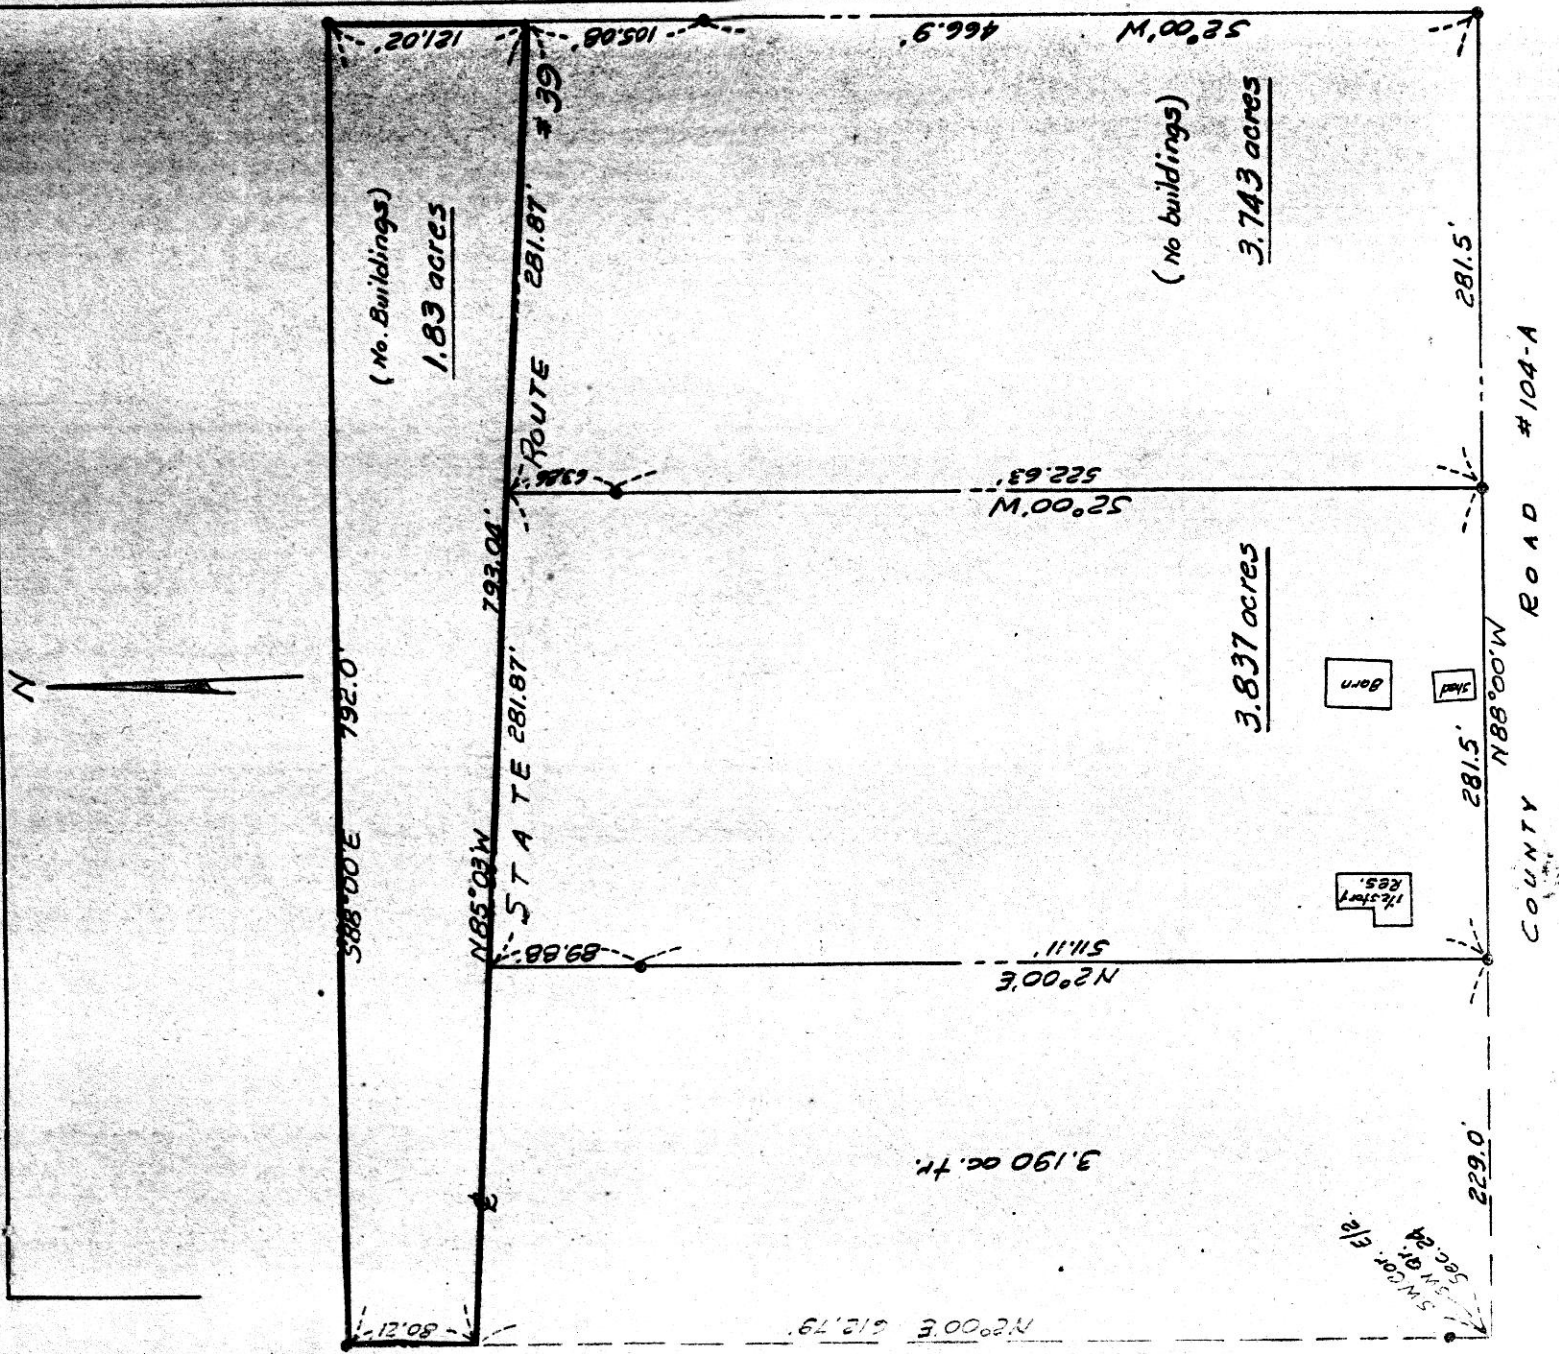 N
121.02'
105.08'
466.9'
S2°00'W
#39
(No. Buildings)
1.83 acres
(No buildings)
3.743 acres
281.87'
281.5'
ROUTE
63.86'
522.63'
S2°00'W
#104-A
792.0'
793.04'
3.837 acres
Barn
Shed
ROAD
N88°00'W
281.87'
STATE
281.5'
S88°00'E
N85°03'W
89.88'
511.11'
N2°00'E
1½ story
Res.
COUNTY
3.190 ac. tr.
229.0'
SW Cor. E/2
SW Qr.
Sec. 24
80.21'
N2°00'E 612.79'